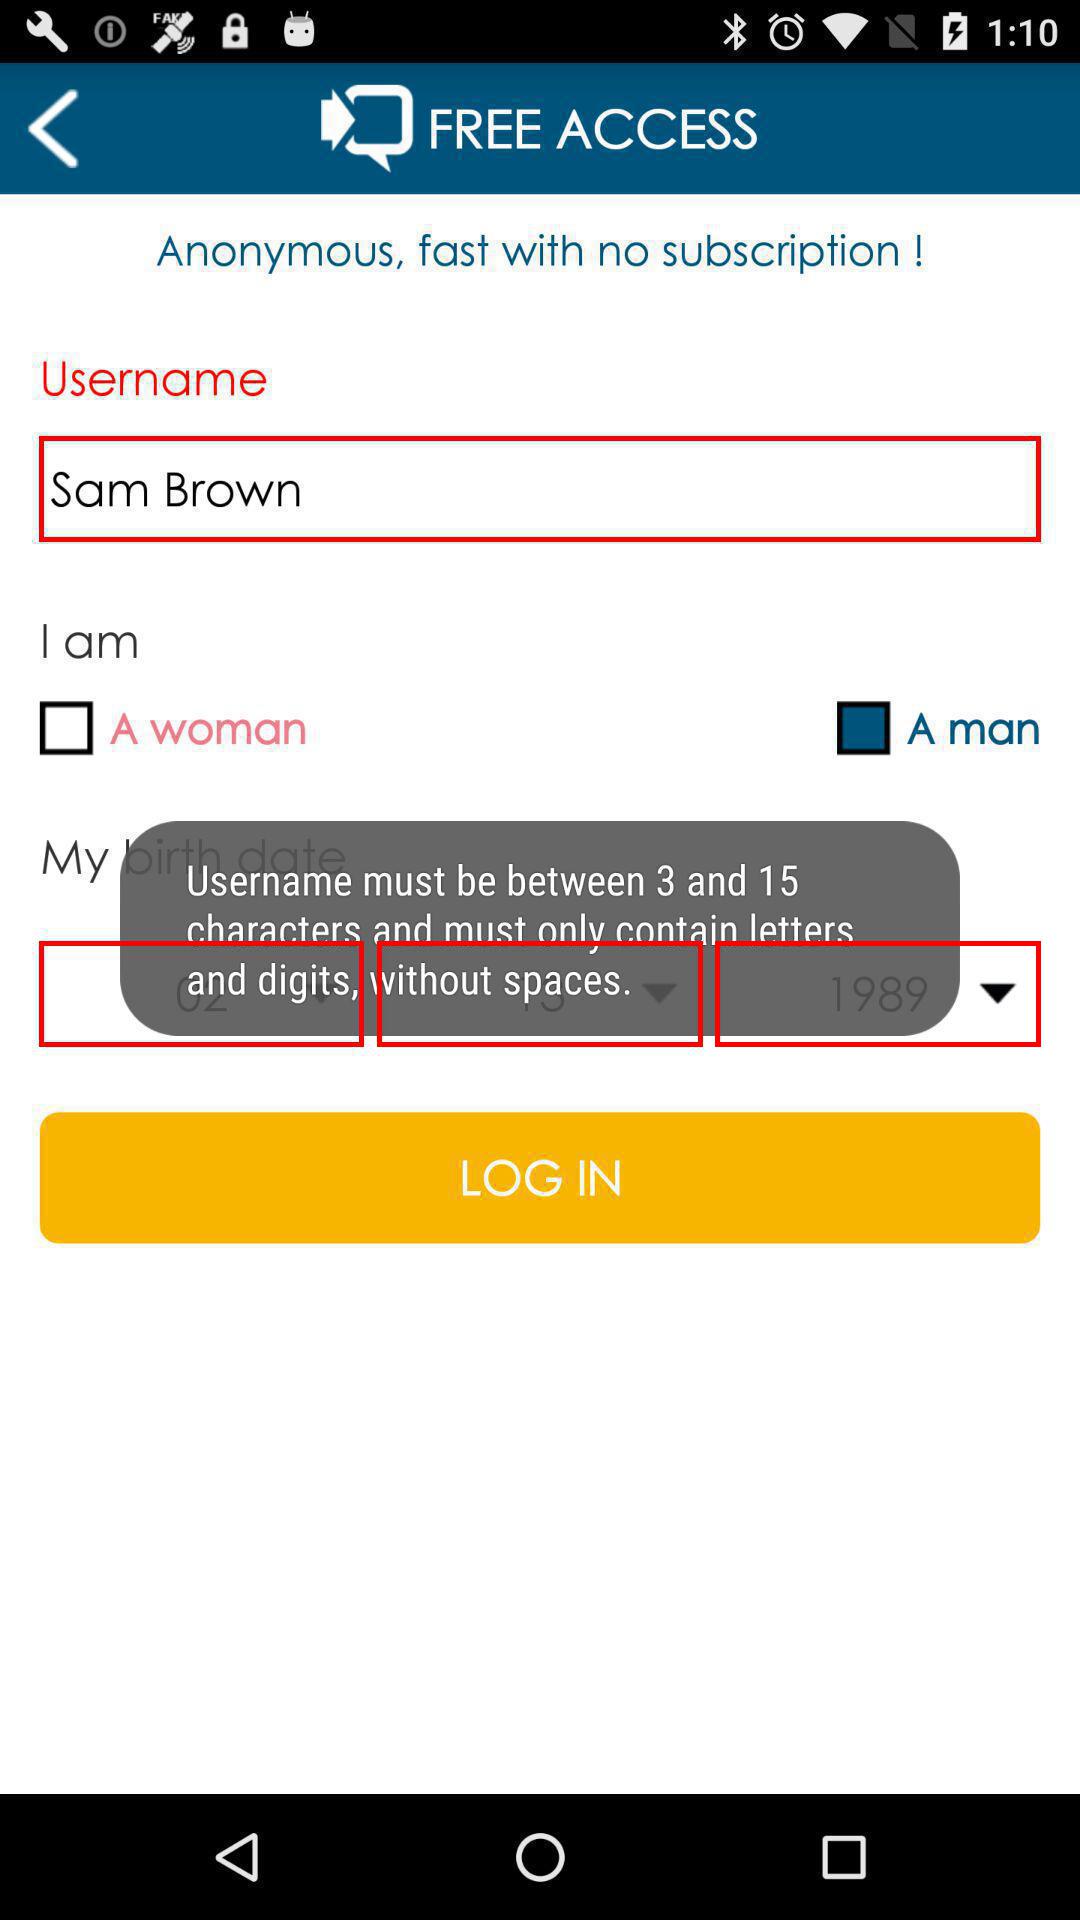 FAKE
1:10
FREE ACCESS
Anonymous, fast with no subscription !
Username
Sam Brown
I am
A woman
A man
My birth date
Username must be between 3 and 15
characters and must only contain letters
and digits, without spaces.
02
1989
LOG IN